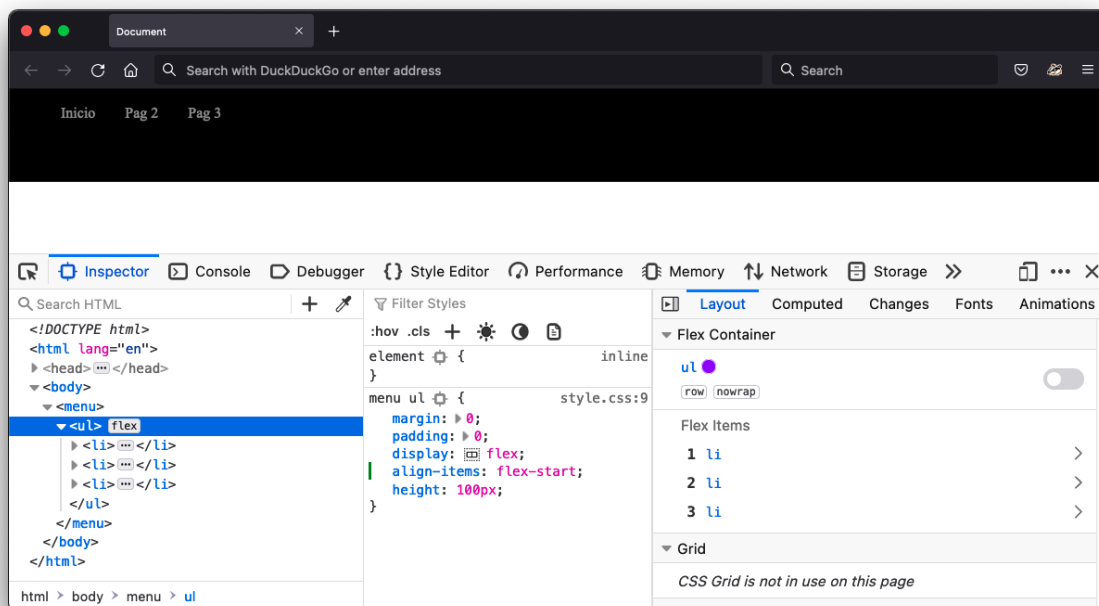 Document
Search with DuckDuckGo or enter address
Search
Inicio Pag 2 Pag 3
Inspector Console Debugger Style Editor Performance Memory Network Storage
Search HTML
<!DOCTYPE html>
<html lang="en">
<head> </head>
<body>
<menu>
<ul> flex
<li> </li>
<li> </li>
<li> </li>
</ul>
</menu>
</body>
</html>
html > body > menu > ul
Filter Styles
:hov .cls
element { inline
}
menu ul { style.css:9
margin: 0;
padding: 0;
display: flex;
align-items: flex-start;
height: 100px;
}
Layout Computed Changes Fonts Animations
Flex Container
ul
row nowrap
Flex Items
1 li
2 li
3 li
Grid
CSS Grid is not in use on this page